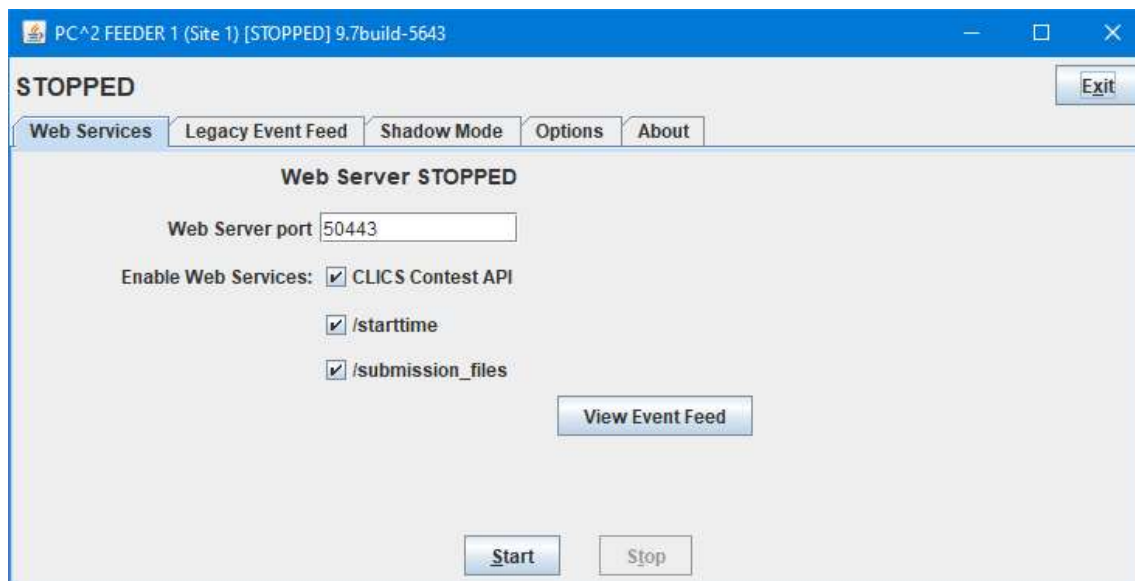 PC^2 FEEDER 1 (Site 1) [STOPPED] 9.7build-5643
STOPPED
Exit
Web Services Legacy Event Feed Shadow Mode Options About
Web Server STOPPED
Web Server port 50443
Enable Web Services: CLICS Contest API
/starttime
/submission_files
View Event Feed
Start Stop